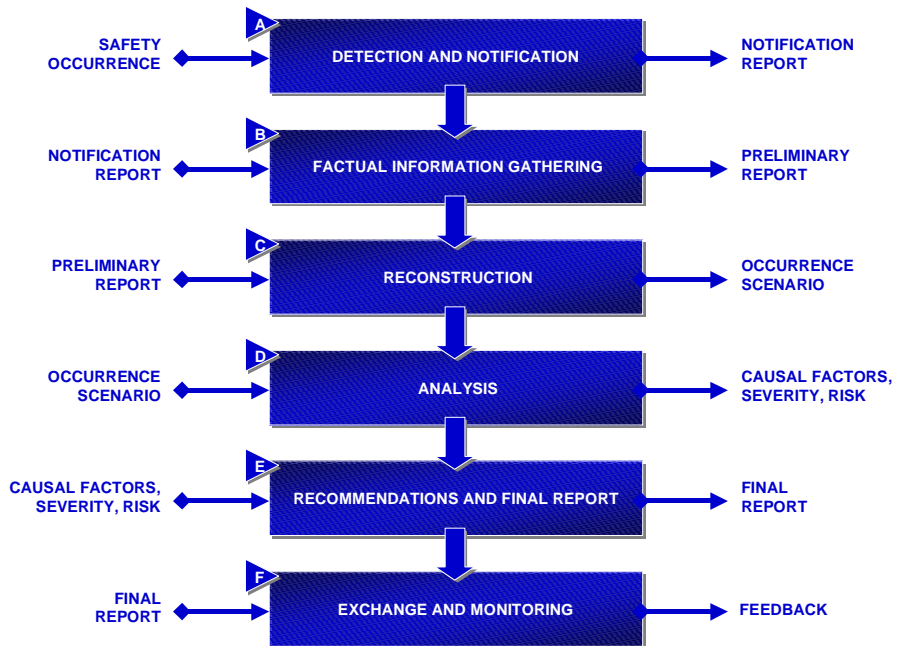 A
SAFETY
OCCURRENCE
DETECTION AND NOTIFICATION
NOTIFICATION
REPORT
B
NOTIFICATION
REPORT
FACTUAL INFORMATION GATHERING
PRELIMINARY
REPORT
C
PRELIMINARY
REPORT
RECONSTRUCTION
OCCURRENCE
SCENARIO
D
OCCURRENCE
SCENARIO
ANALYSIS
CAUSAL FACTORS,
SEVERITY, RISK
E
CAUSAL FACTORS,
SEVERITY, RISK
RECOMMENDATIONS AND FINAL REPORT
FINAL
REPORT
F
FINAL
REPORT
EXCHANGE AND MONITORING
FEEDBACK